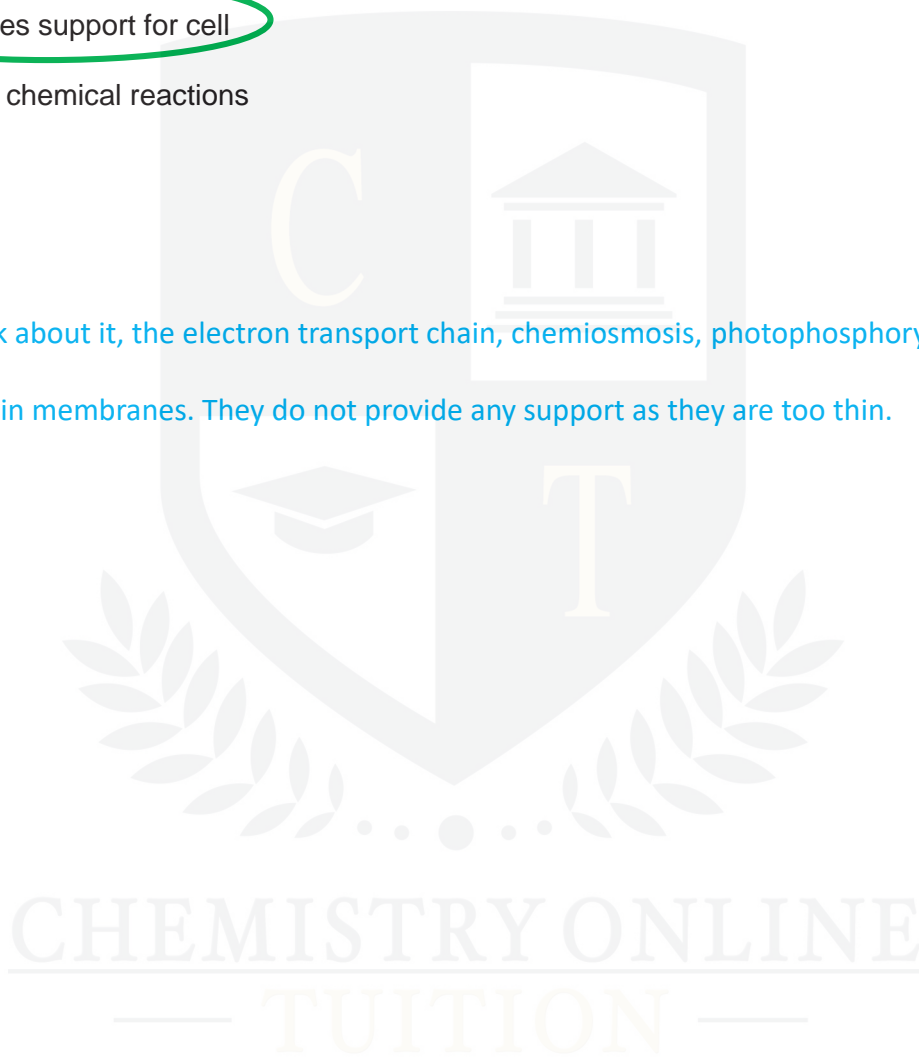 es support for cell
chemical reactions
C
k about it, the electron transport chain, chemiosmosis, photophosphory
in membranes. They do not provide any support as they are too thin.
T
CHEMISTRY ONLINE
— TUITION —